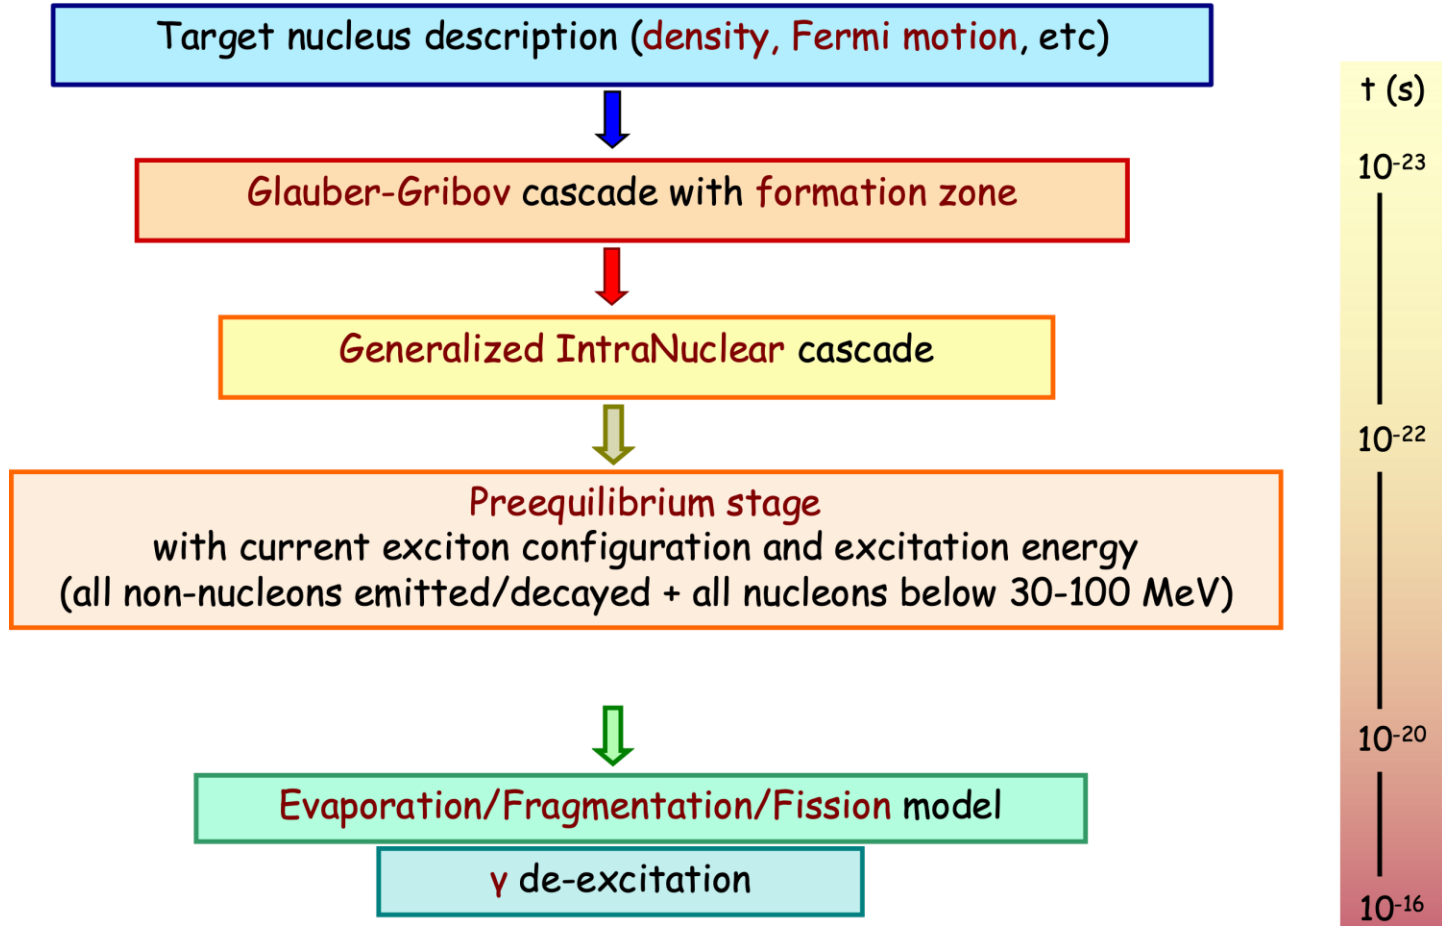 Target nucleus description (density, Fermi motion, etc)
t (s)
10⁻²³
Glauber-Gribov cascade with formation zone
Generalized IntraNuclear cascade
10⁻²²
Preequilibrium stage
with current exciton configuration and excitation energy
(all non-nucleons emitted/decayed + all nucleons below 30-100 MeV)
10⁻²⁰
Evaporation/Fragmentation/Fission model
γ de-excitation
10⁻¹⁶